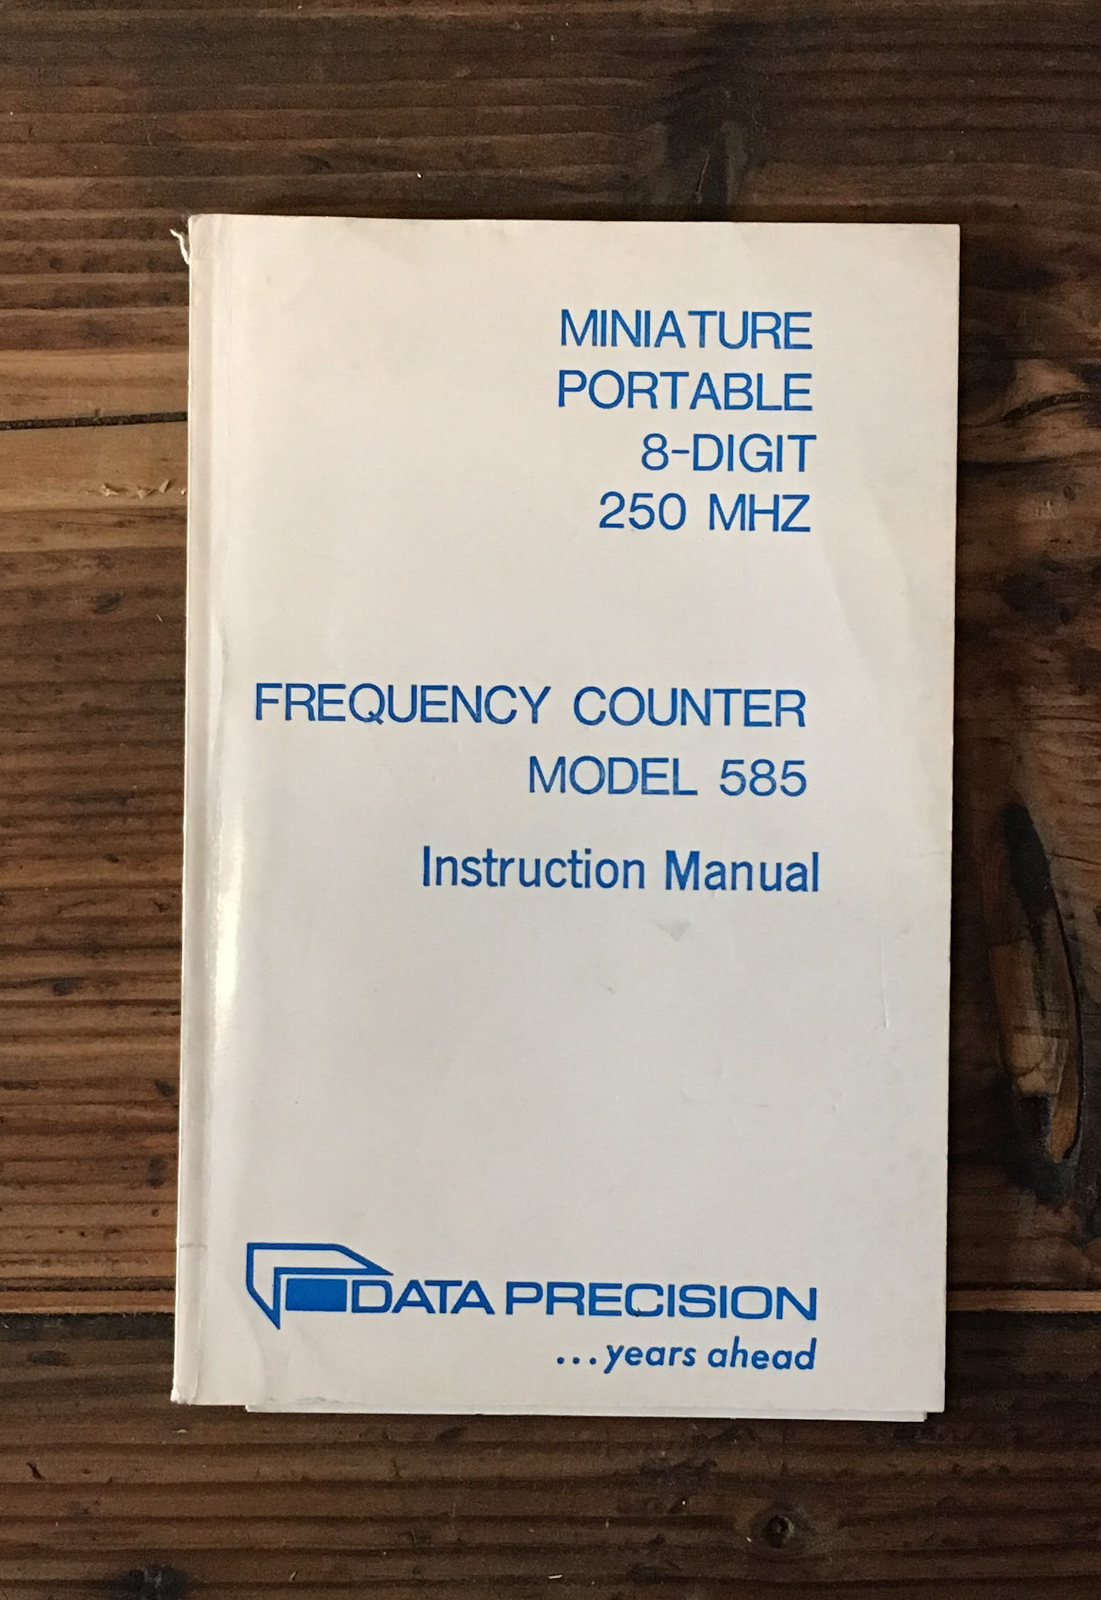 MINIATURE
PORTABLE
8-DIGIT
250 MHZ
FREQUENCY COUNTER
MODEL 585
Instruction Manual
DATA PRECISION
...years ahead